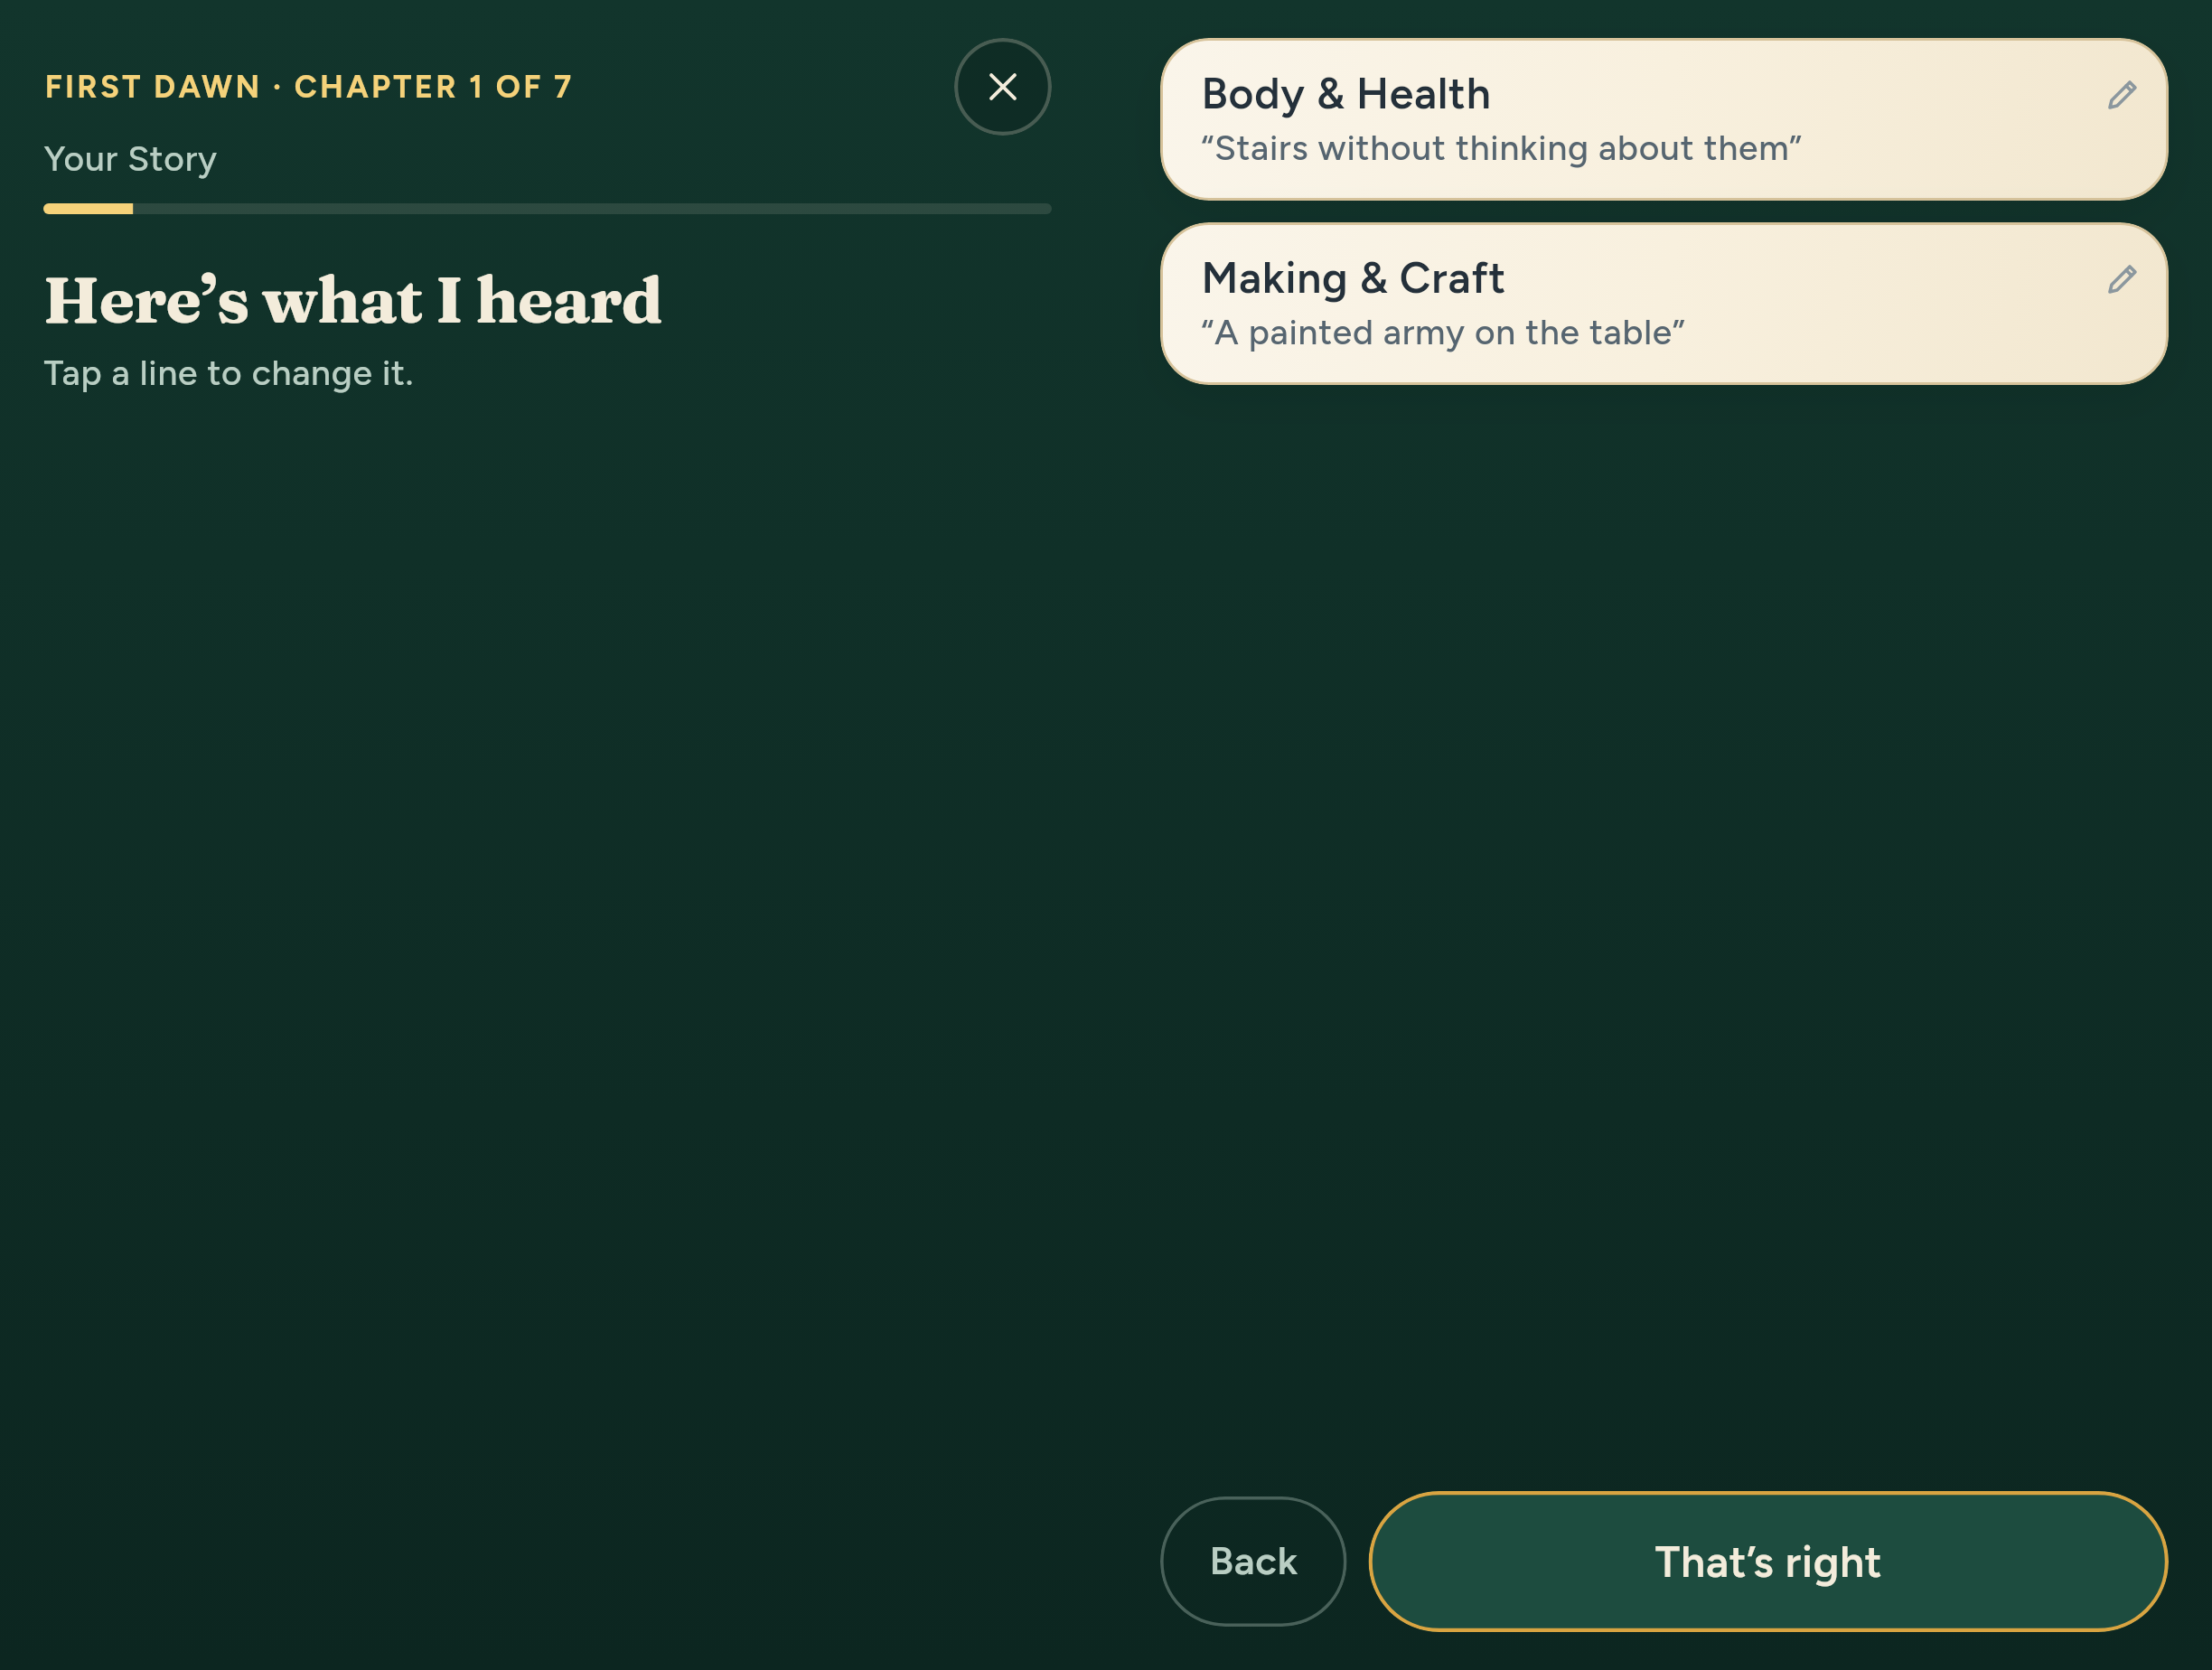 FIRST DAWN · CHAPTER 1 OF 7
Your Story
Here’s what I heard
Tap a line to change it.
Body & Health
“Stairs without thinking about them”
Making & Craft
“A painted army on the table”
Back
That’s right